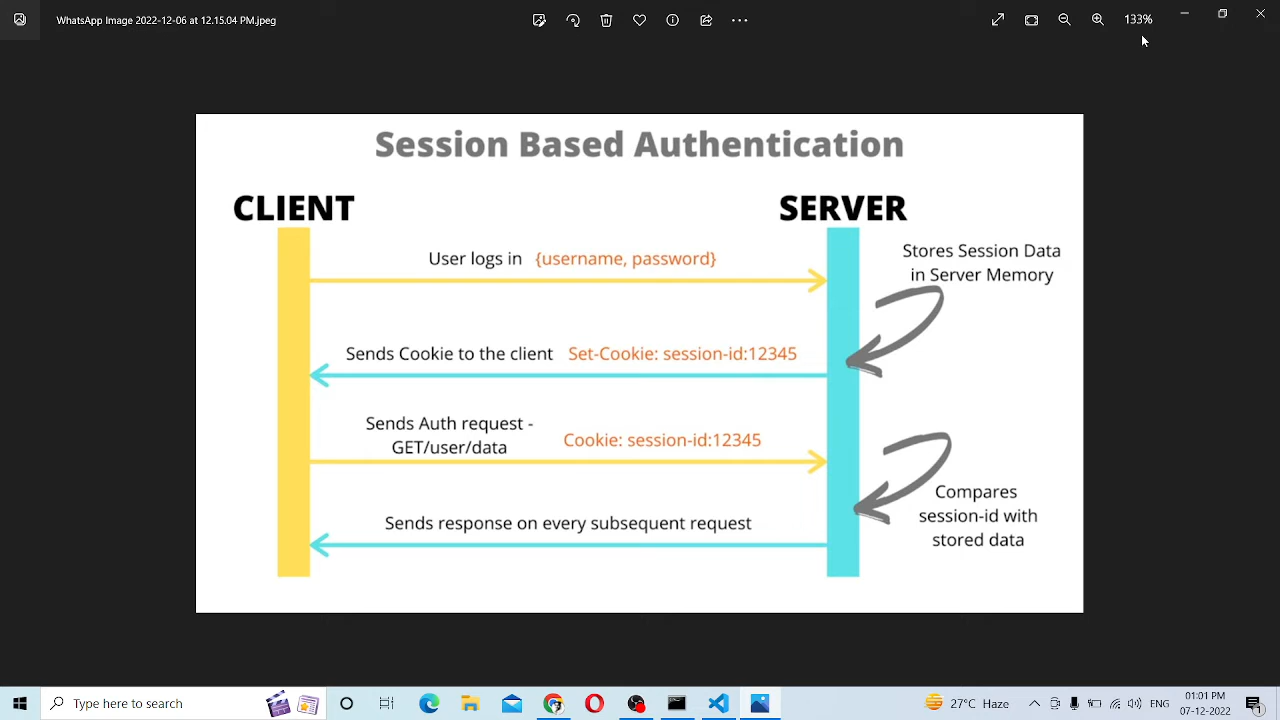 WhatsApp Image 2022-12-06 at 12.15.04 PM.jpeg
133%
Session Based Authentication
CLIENT
SERVER
User logs in {username, password}
Stores Session Data
in Server Memory
Sends Cookie to the client Set-Cookie: session-id:12345
Sends Auth request -
GET/user/data
Cookie: session-id:12345
Compares
session-id with
stored data
Sends response on every subsequent request
Type here to search
27°C Haze
ENG
01:01 PM
07-12-2022
1